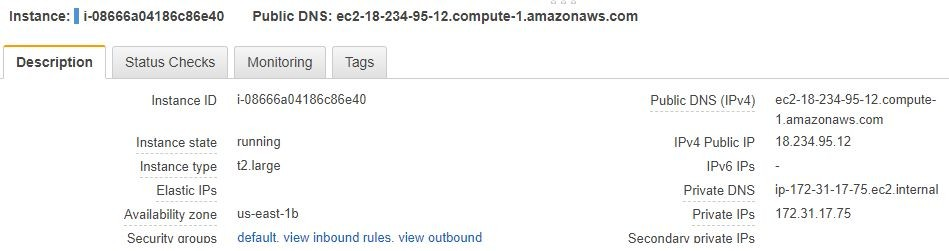 Instance: i-08666a04186c86e40 Public DNS: ec2-18-234-95-12.compute-1.amazonaws.com
Description Status Checks Monitoring Tags
Instance ID i-08666a04186c86e40 Public DNS (IPv4) ec2-18-234-95-12.compute-
1.amazonaws.com
Instance state running IPv4 Public IP 18.234.95.12
Instance type t2.large IPv6 IPs -
Elastic IPs Private DNS ip-172-31-17-75.ec2.internal
Availability zone us-east-1b Private IPs 172.31.17.75
Security groups default. view inbound rules. view outbound Secondary private IPs